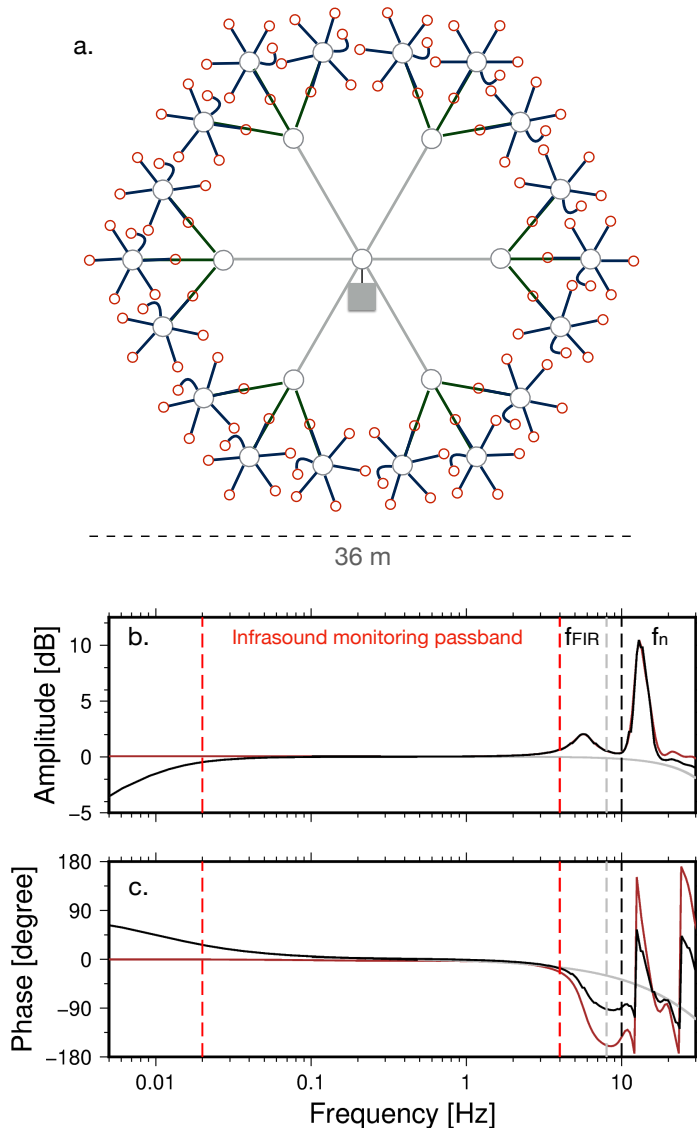 a.
36 m
b.
Infrasound monitoring passband
fFIR
fn
Amplitude [dB]
10
5
0
−5
c.
Phase [degree]
180
90
0
−90
−180
0.01
0.1
1
10
Frequency [Hz]